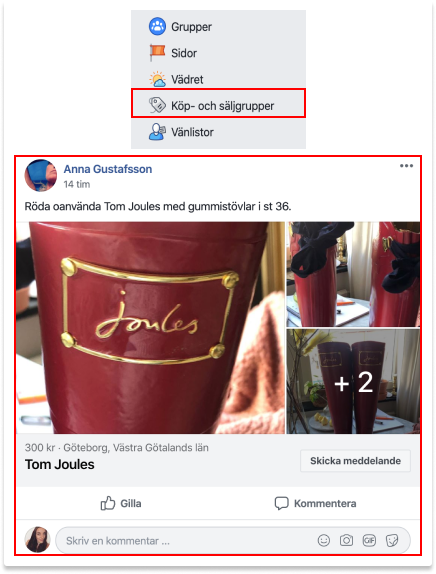 Grupper
Sidor
Vädret
Köp- och säljgrupper
Vänlistor
Anna Gustafsson
14 tim
Röda oanvända Tom Joules med gummistövlar i st 36.
joules
+ 2
300 kr · Göteborg, Västra Götalands län
Tom Joules
Skicka meddelande
Gilla
Kommentera
Skriv en kommentar ...
GIF